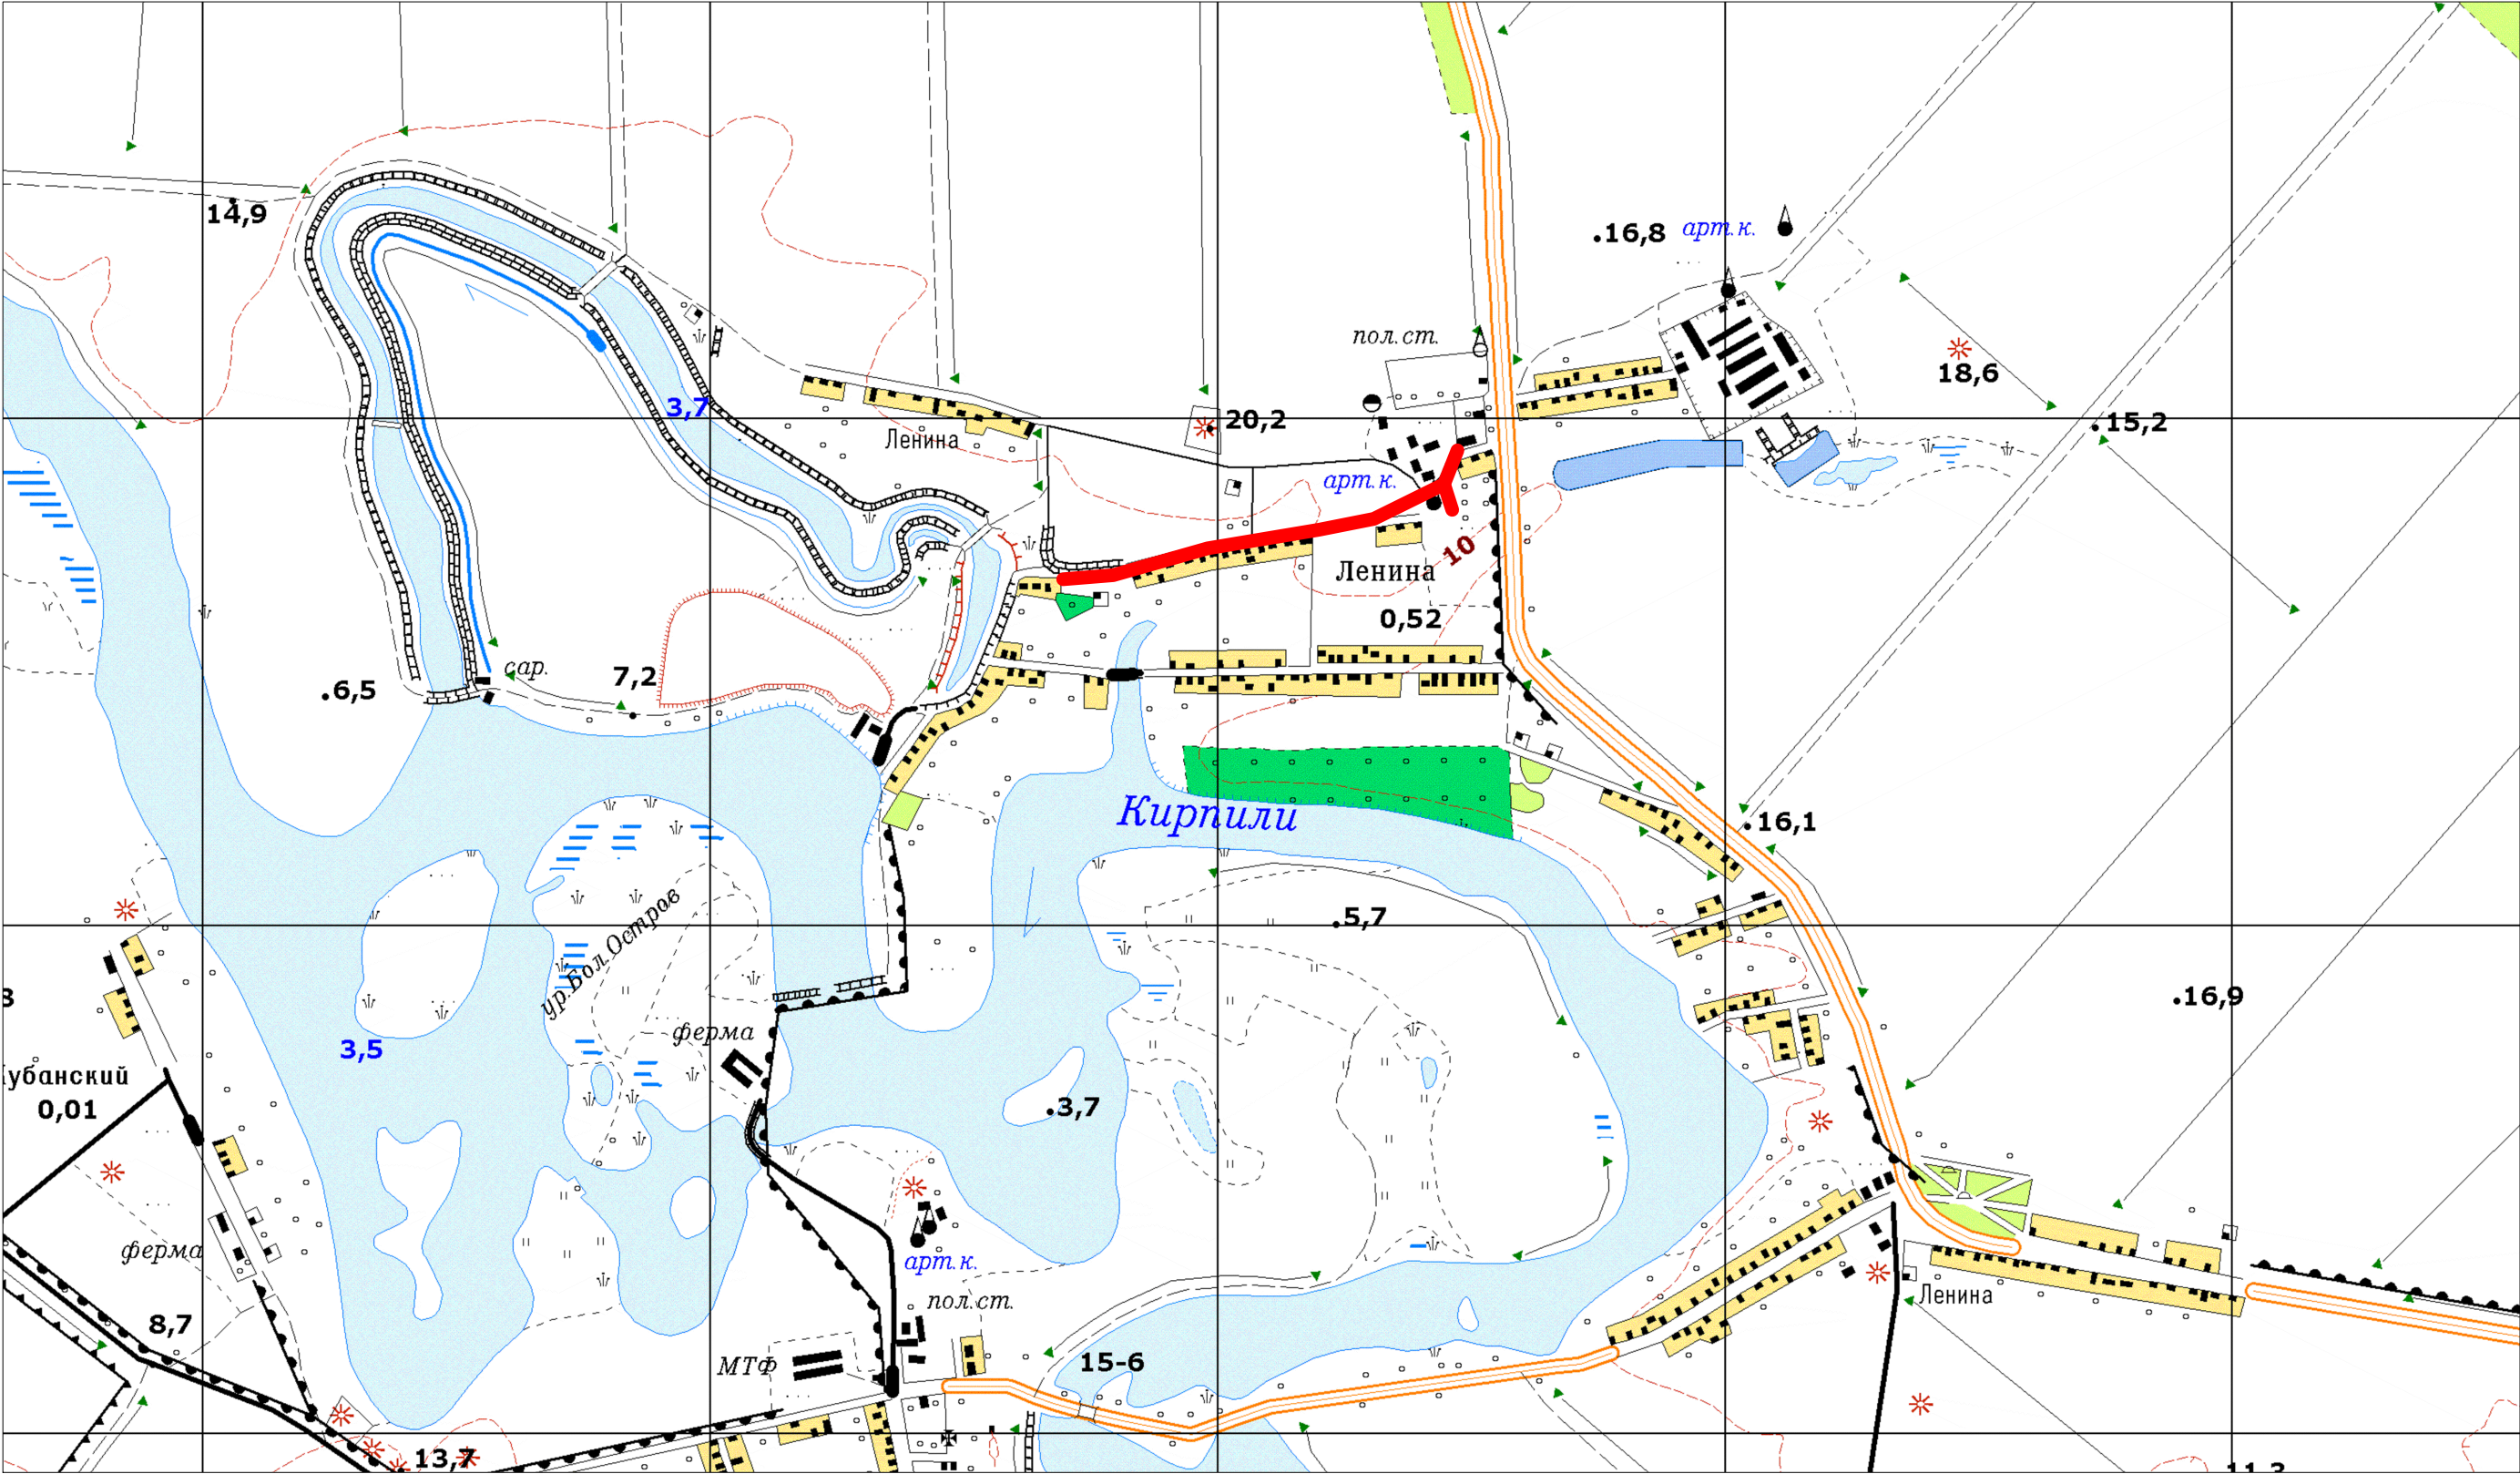 14,9
.16,8 арт.к.
пол.ст.
18,6
3,7
20,2
.15,2
Ленина
арт.к.
10
Ленина
0,52
сар.
7,2
.6,5
Кирпили
.16,1
.5,7
ур.Бол.Остров
.16,9
ферма
3,5
убанский
0,01
.3,7
ферма
арт.к.
пол.ст.
Ленина
8,7
МТФ
15-6
13,7